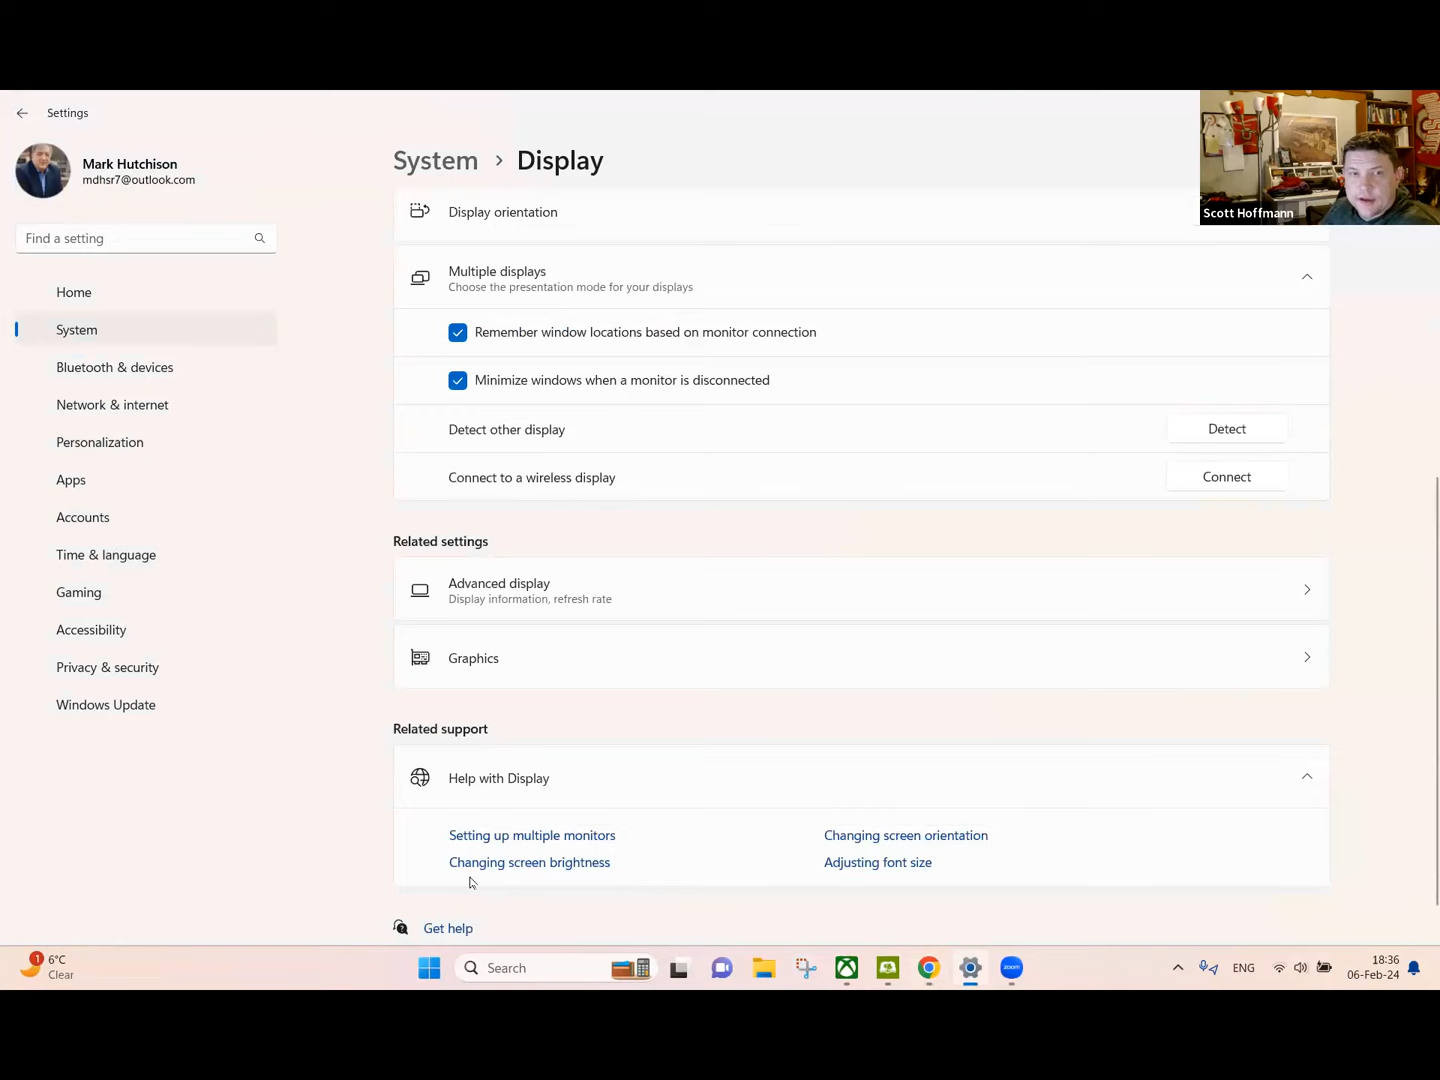 Settings
Mark Hutchison
mdhsr7@outlook.com
Find a setting
Home
System
Bluetooth & devices
Network & internet
Personalization
Apps
Accounts
Time & language
Gaming
Accessibility
Privacy & security
Windows Update
System > Display
Display orientation
Multiple displays
Choose the presentation mode for your displays
Remember window locations based on monitor connection
Minimize windows when a monitor is disconnected
Detect other display
Detect
Connect to a wireless display
Connect
Related settings
Advanced display
Display information, refresh rate
Graphics
Related support
Help with Display
Setting up multiple monitors
Changing screen orientation
Changing screen brightness
Adjusting font size
Get help
Scott Hoffmann
1
6°C
Clear
Search
zoom
ENG
18:36
06-Feb-24